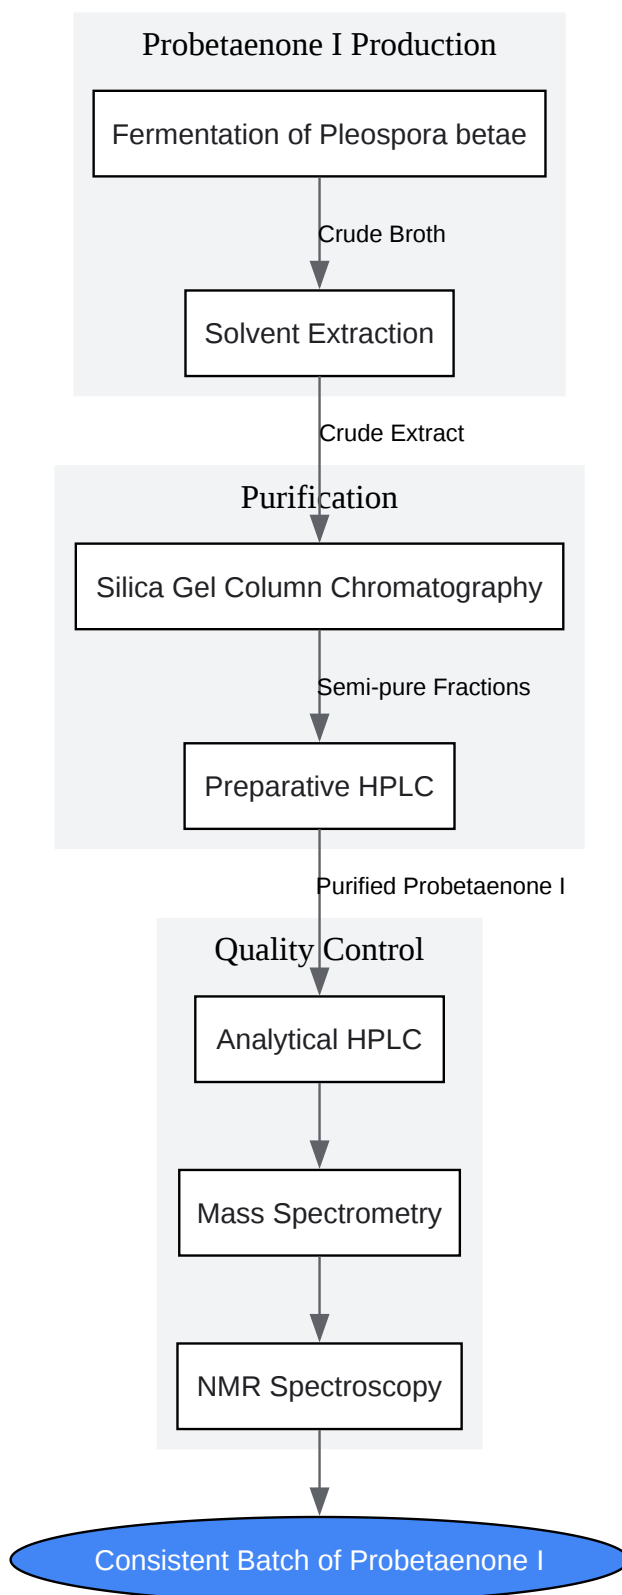 Probetaenone I Production
Fermentation of Pleospora betae
Crude Broth
Solvent Extraction
Crude Extract
Purification
Silica Gel Column Chromatography
Semi-pure Fractions
Preparative HPLC
Purified Probetaenone I
Quality Control
Analytical HPLC
Mass Spectrometry
NMR Spectroscopy
Consistent Batch of Probetaenone I